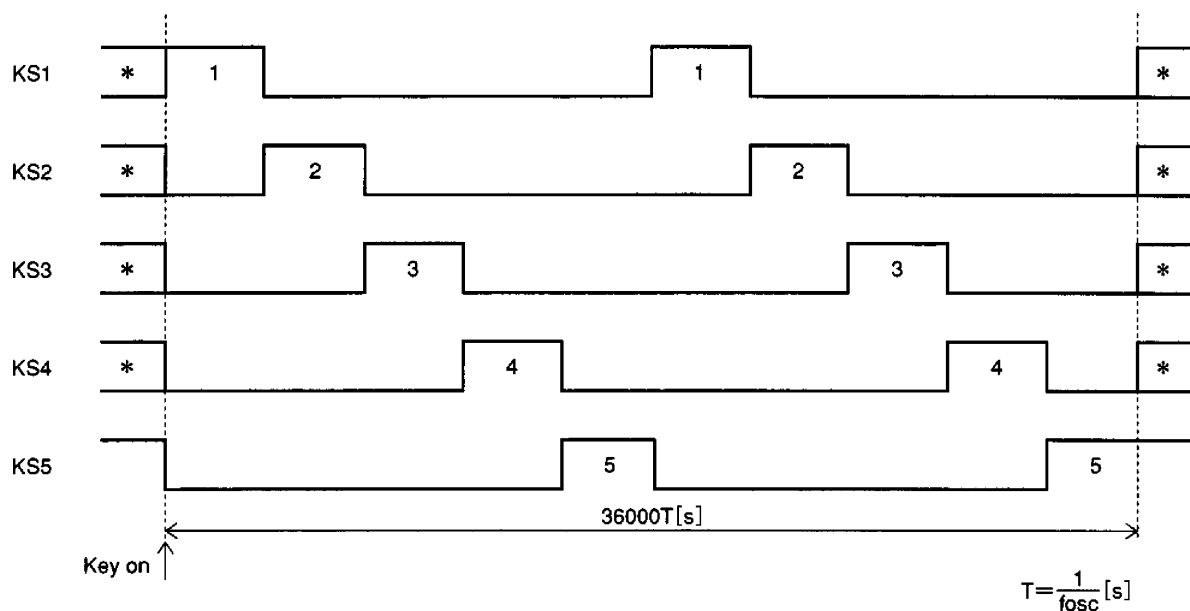 KS1 * 1 1 *
KS2 * 2 2 *
KS3 * 3 3 *
KS4 * 4 4 *
KS5 5 5
36000T[s]
Key on
T=1/fosc[s]